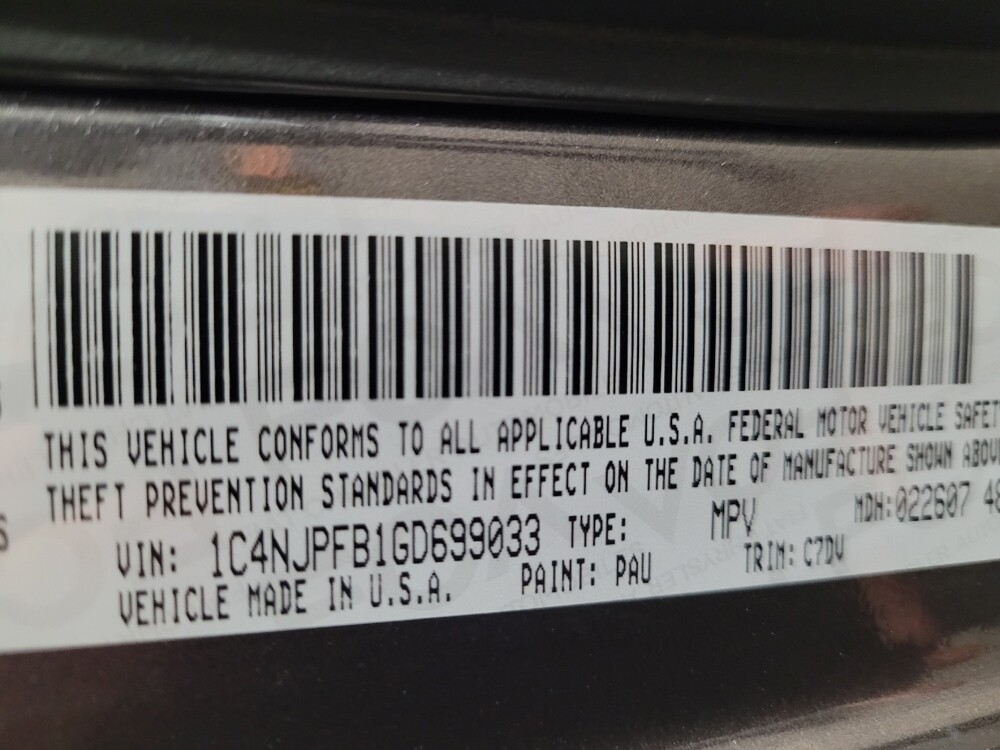 THIS VEHICLE CONFORMS TO ALL APPLICABLE U.S.A. FEDERAL MOTOR VEHICLE SAFET
THEFT PREVENTION STANDARDS IN EFFECT ON THE DATE OF MANUFACTURE SHOWN ABOV
VIN: 1C4NJPFB1GD699033 TYPE: MPV MDH:022607 48
VEHICLE MADE IN U.S.A. PAINT: PAU TRIM: C7DV